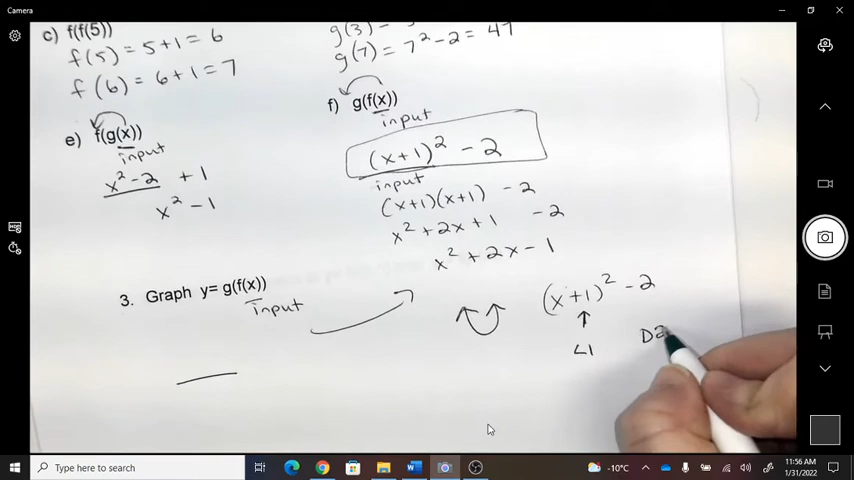 Camera
c) f(f(5))
f(5) = 5+1 = 6
f(6) = 6+1 = 7
g(7) = 7² - 2 = 47
e) f(g(x))
input
x² - 2 + 1
x² - 1
f) g(f(x))
input
(x+1)² - 2
input
(x+1)(x+1) - 2
x² + 2x + 1 - 2
x² + 2x - 1
3. Graph y= g(f(x))
input
(x+1)² - 2
L1
D2
Type here to search
-10°C
11:56 AM
1/31/2022